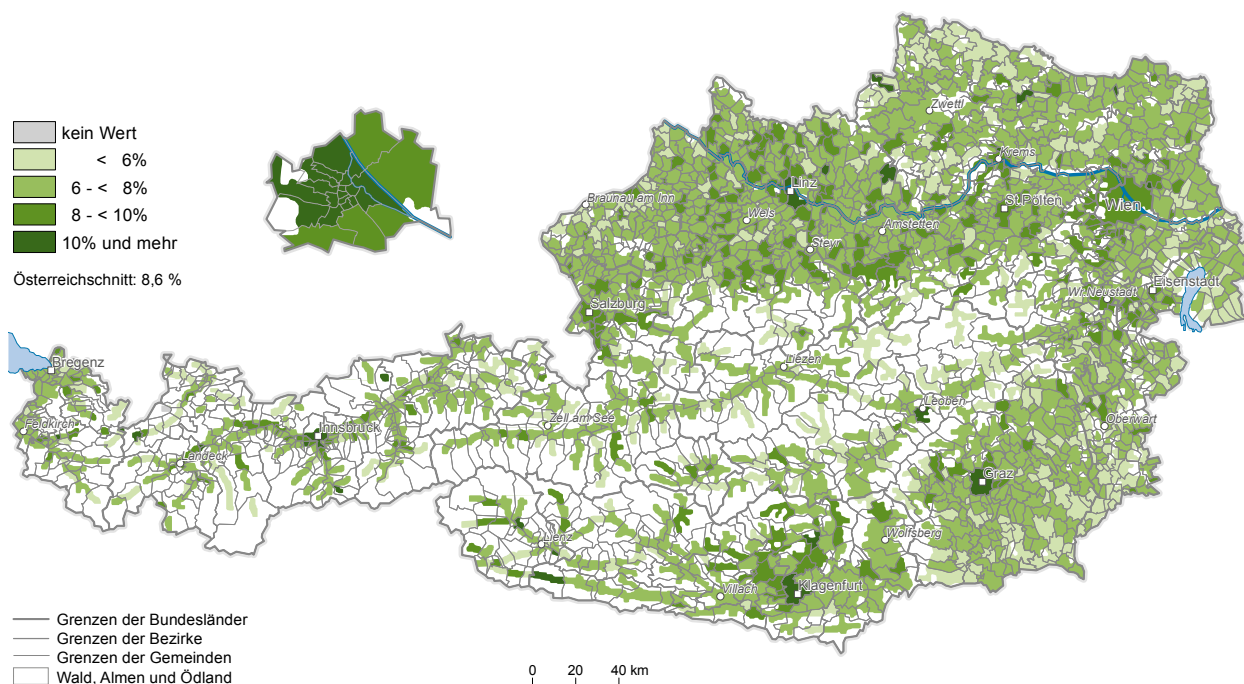 kein Wert
< 6%
6 - < 8%
8 - < 10%
10% und mehr
Österreichschnitt: 8,6 %
Zwettl
Krems
Linz
Braunau am Inn
Wels
St.Pölten
Wien
Amstetten
Steyr
Eisenstadt
Wr.Neustadt
Salzburg
Bregenz
Liezen
Leoben
Zell am See
Oberwart
Feldkirch
Innsbruck
Landeck
Graz
Lienz
Wolfsberg
Villach
Klagenfurt
Grenzen der Bundesländer
Grenzen der Bezirke
Grenzen der Gemeinden
Wald, Almen und Ödland
0 20 40 km